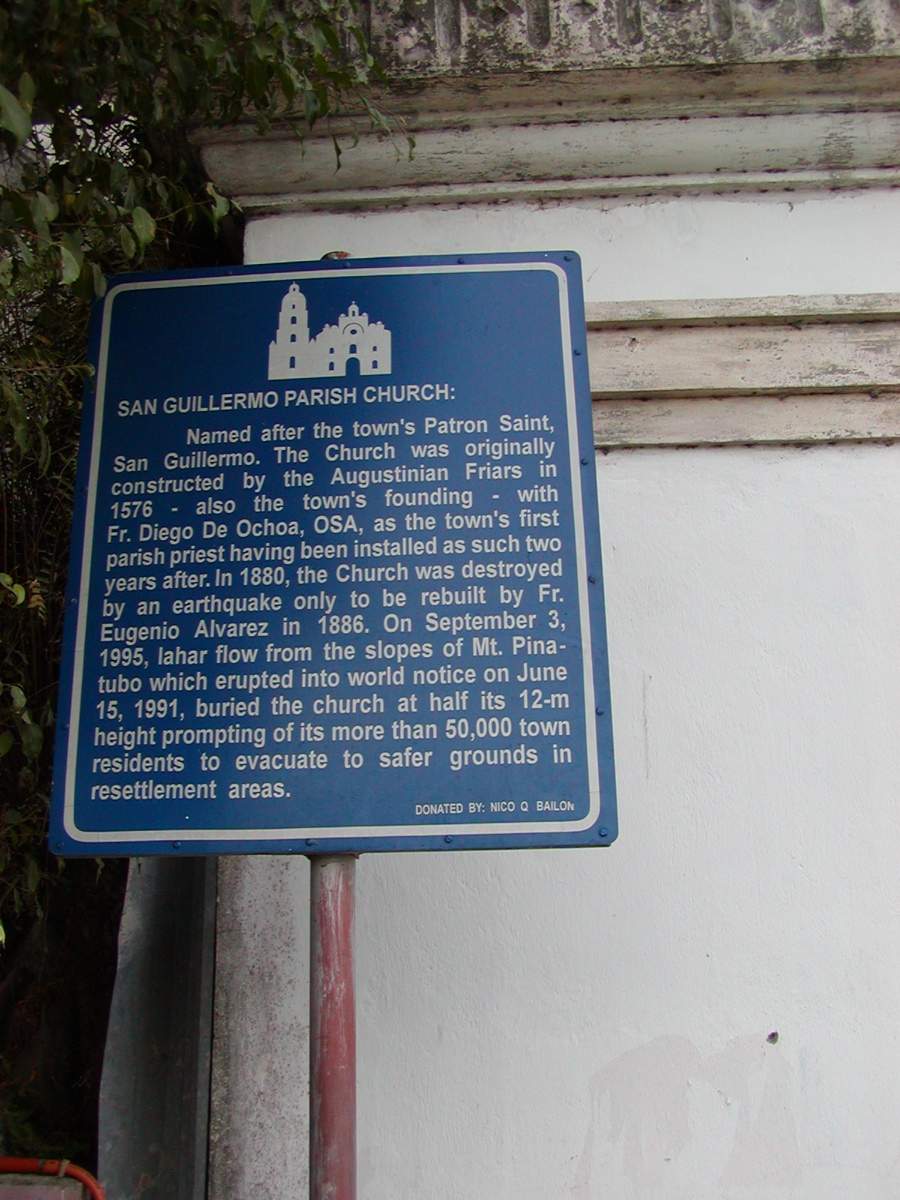 SAN GUILLERMO PARISH CHURCH:
Named after the town's Patron Saint,
San Guillermo. The Church was originally
constructed by the Augustinian Friars in
1576 - also the town's founding - with
Fr. Diego De Ochoa, OSA, as the town's first
parish priest having been installed as such two
years after. In 1880, the Church was destroyed
by an earthquake only to be rebuilt by Fr.
Eugenio Alvarez in 1886. On September 3,
1995, lahar flow from the slopes of Mt. Pina-
tubo which erupted into world notice on June
15, 1991, buried the church at half its 12-m
height prompting of its more than 50,000 town
residents to evacuate to safer grounds in
resettlement areas.
DONATED BY: NICO Q BAILON